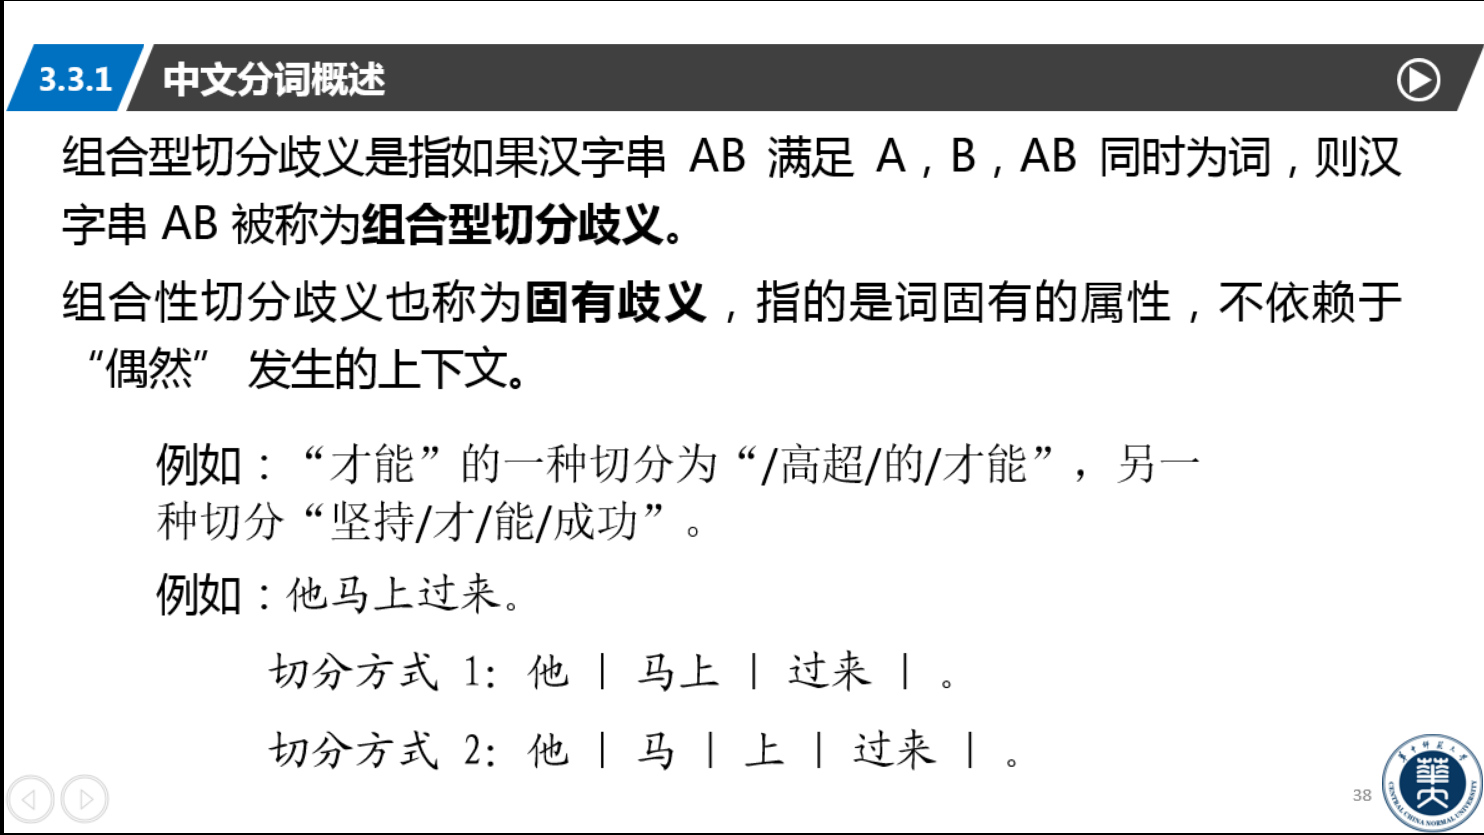 3.3.1 中文分词概述
组合型切分歧义是指如果汉字串 AB 满足 A，B，AB 同时为词，则汉
字串 AB 被称为组合型切分歧义。
组合性切分歧义也称为固有歧义，指的是词固有的属性，不依赖于
“偶然” 发生的上下文。
例如：“才能”的一种切分为“/高超/的/才能”，另一
种切分“坚持/才/能/成功”。
例如：他马上过来。
切分方式 1: 他 | 马上 | 过来 | 。
切分方式 2: 他 | 马 | 上 | 过来 | 。
38
华中师范大学
CENTRAL CHINA NORMAL UNIVERSITY